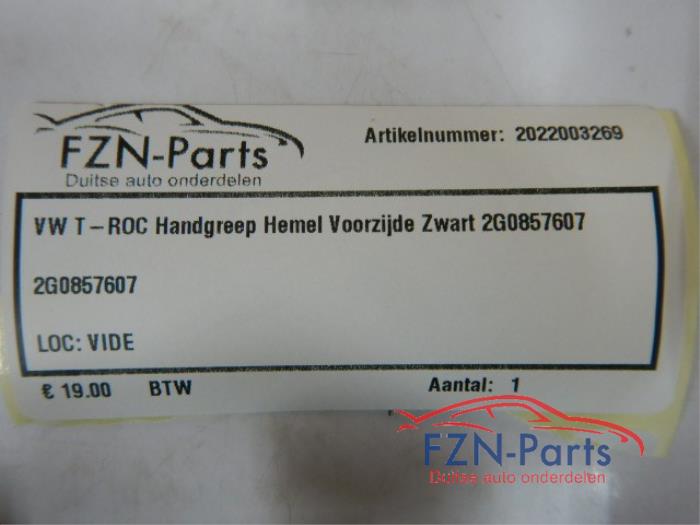 FZN-Parts
Duitse auto onderdelen
Artikelnummer: 2022003269
VW T-ROC Handgreep Hemel Voorzijde Zwart 2G0857607
2G0857607
LOC: VIDE
€ 19.00 BTW Aantal: 1
FZN-Parts
Duitse auto onderdelen